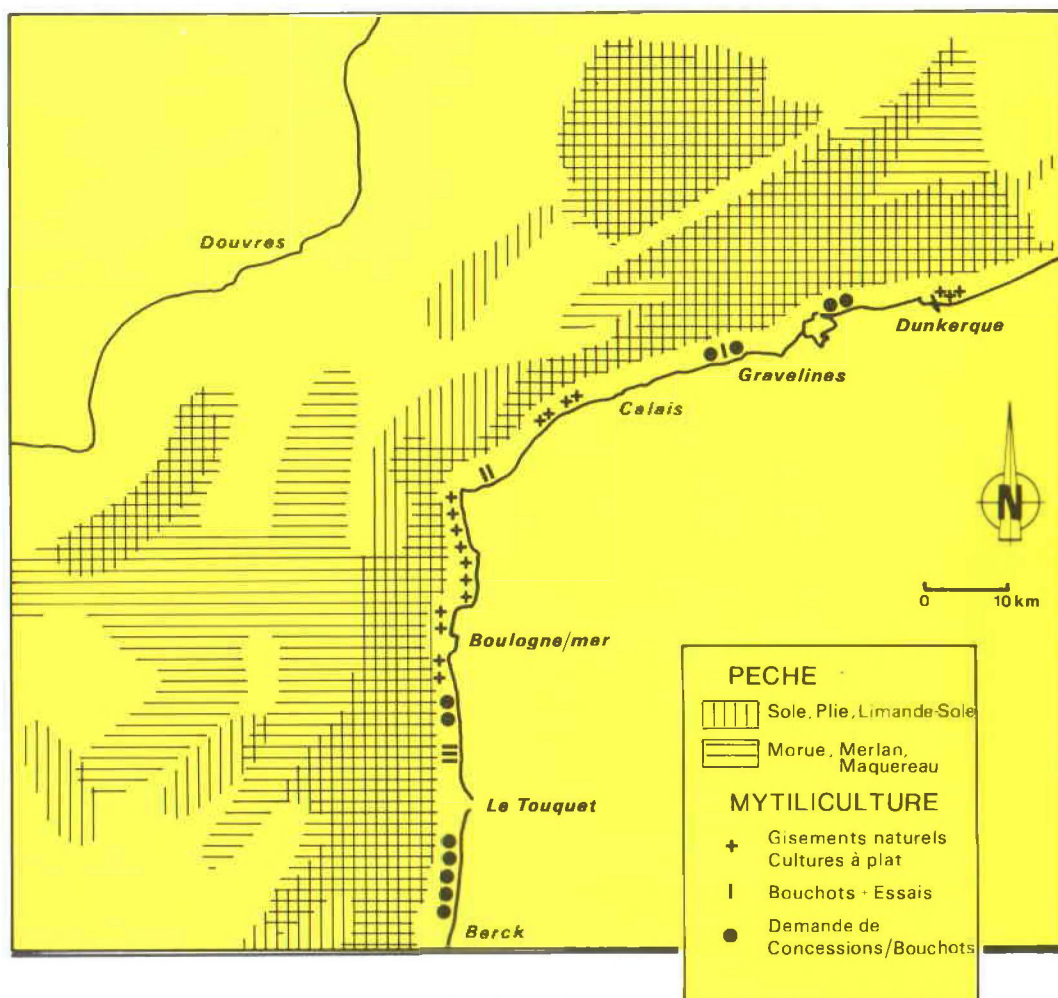 Douvres
Dunkerque
Gravelines
Calais
N
0 10 km
Boulogne/mer
Le Touquet
Berck
PECHE
Sole, Plie, Limande-Sole
Morue, Merlan,
Maquereau
MYTILICULTURE
Gisements naturels
Cultures à plat
Bouchots + Essais
Demande de
Concessions/Bouchots